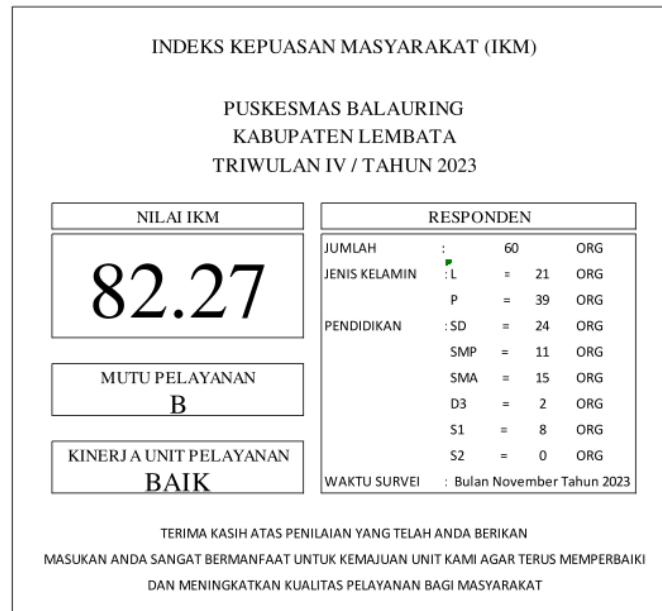 INDEKS KEPUASAN MASYARAKAT (IKM)
PUSKESMAS BALAURING
KABUPATEN LEMBATA
TRIWULAN IV / TAHUN 2023
NILAI IKM
82.27
MUTU PELAYANAN
B
KINERJA UNIT PELAYANAN
BAIK
RESPONDEN
JUMLAH : 60 ORG
JENIS KELAMIN : L = 21 ORG
P = 39 ORG
PENDIDIKAN : SD = 24 ORG
SMP = 11 ORG
SMA = 15 ORG
D3 = 2 ORG
S1 = 8 ORG
S2 = 0 ORG
WAKTU SURVEI : Bulan November Tahun 2023
TERIMA KASIH ATAS PENILAIAN YANG TELAH ANDA BERIKAN
MASUKAN ANDA SANGAT BERMANFAAT UNTUK KEMAJUAN UNIT KAMI AGAR TERUS MEMPERBAIKI
DAN MENINGKATKAN KUALITAS PELAYANAN BAGI MASYARAKAT